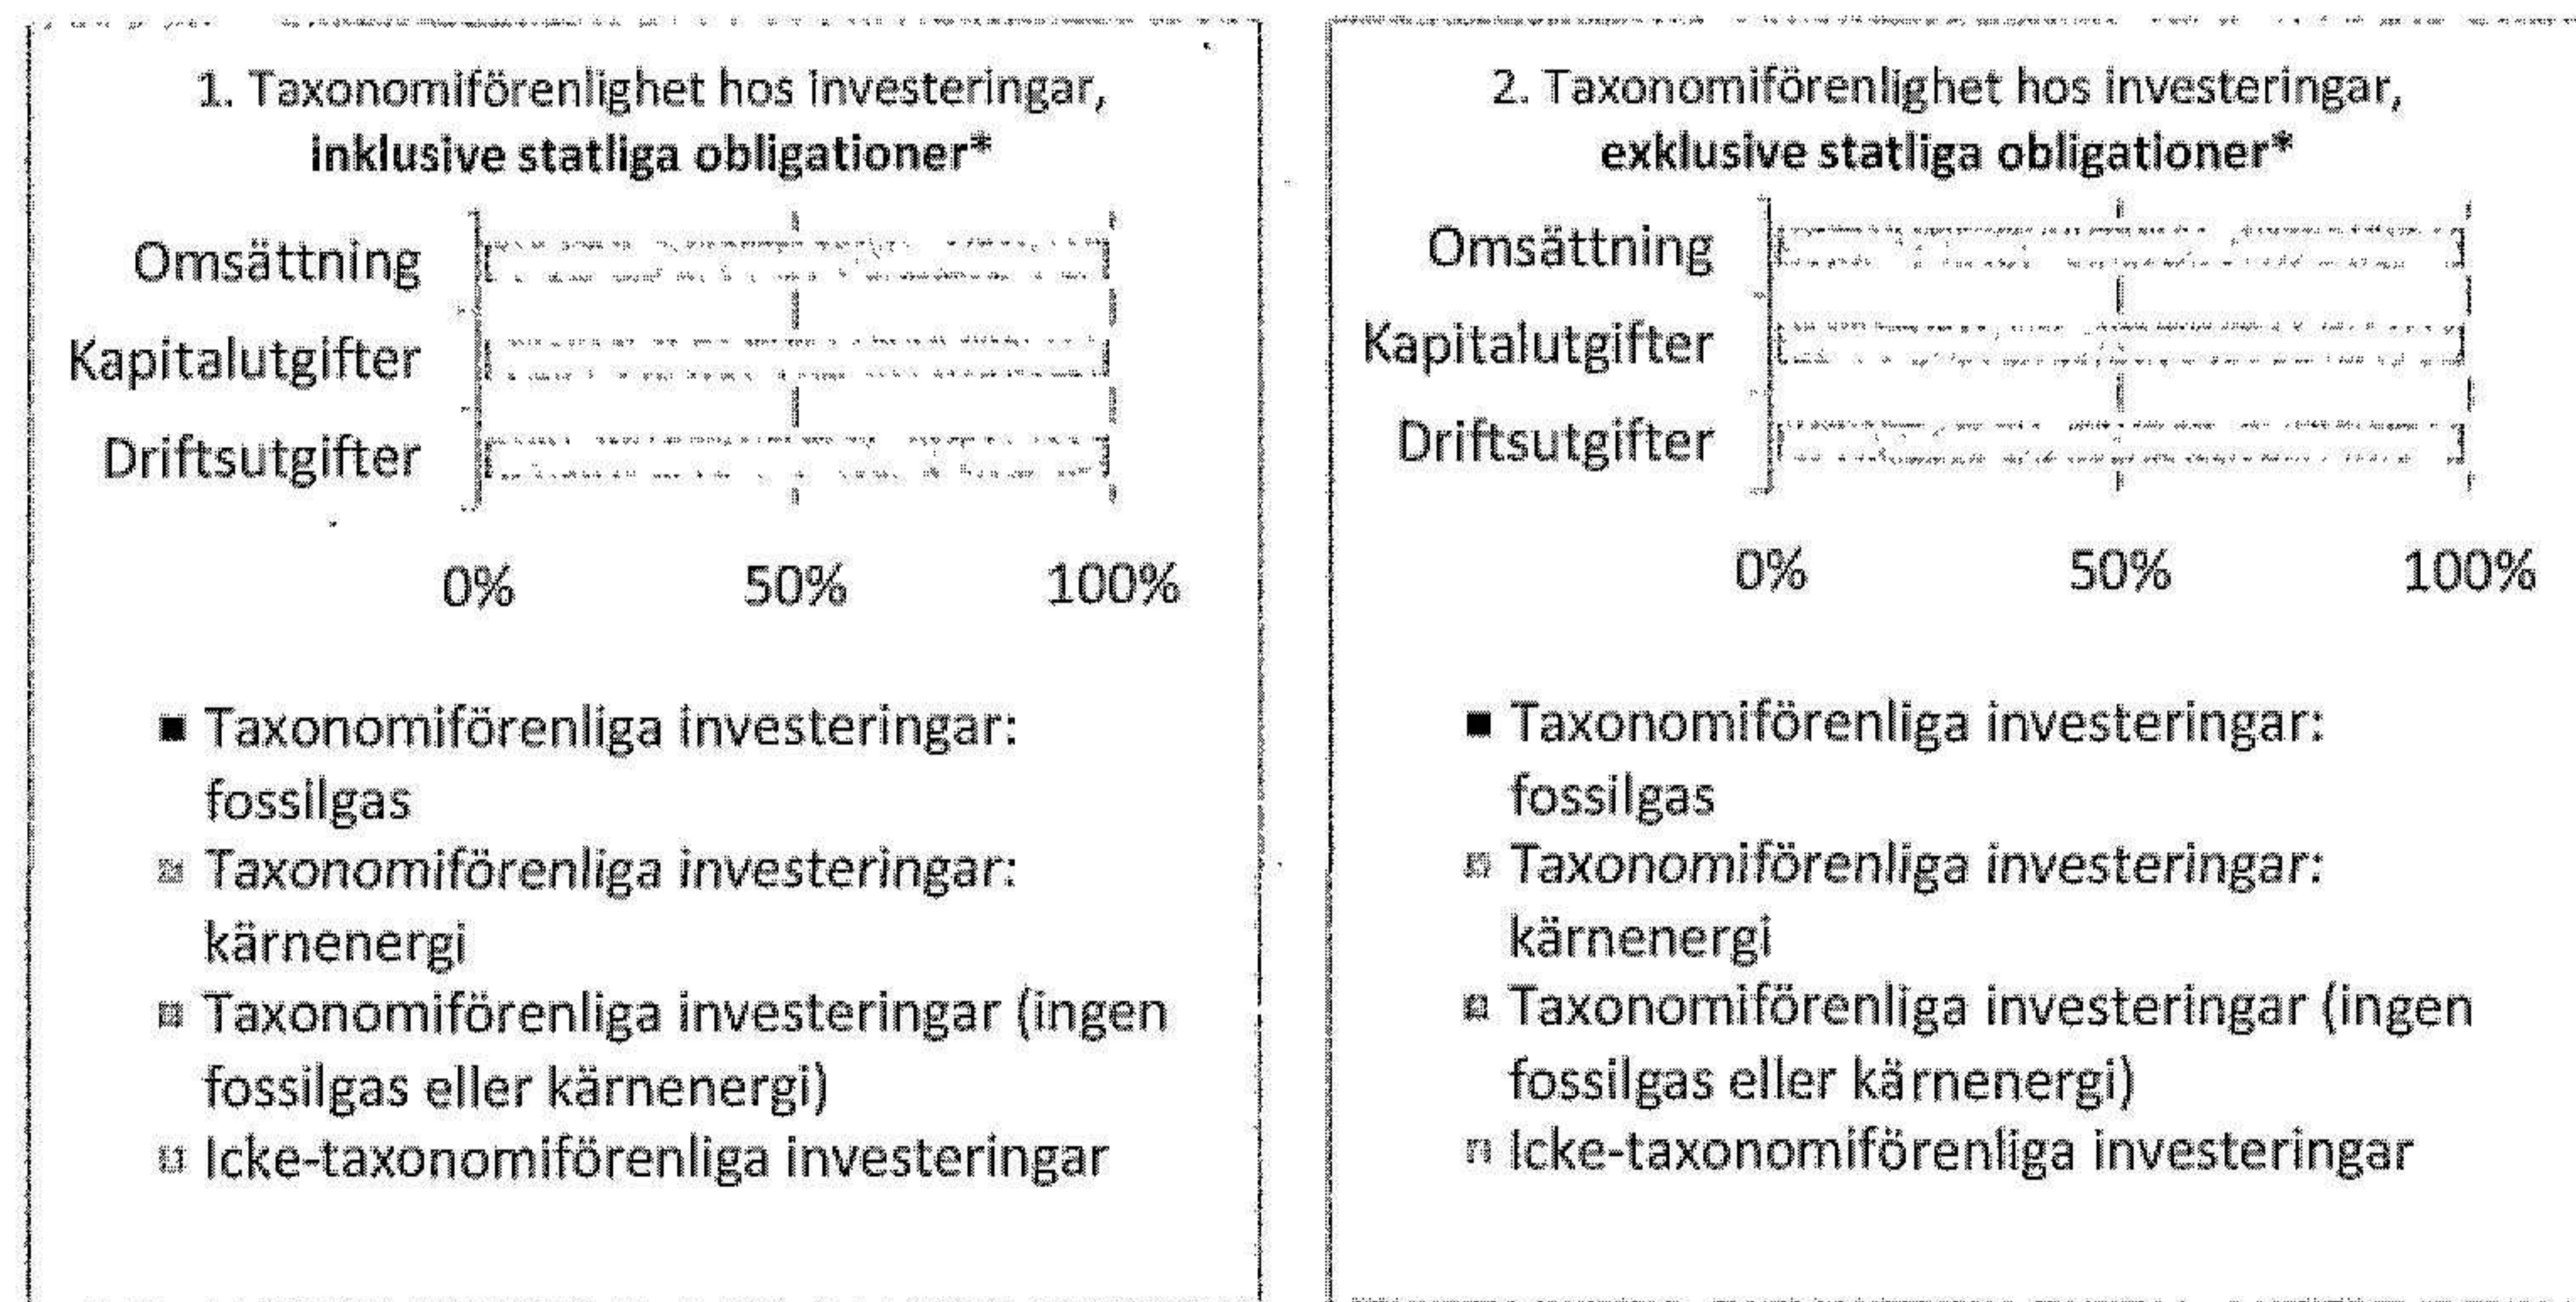 1. Taxonomiförenlighet hos investeringar,
inklusive statliga obligationer*
Omsättning
Kapitalutgifter
Driftsutgifter
0% 50% 100%
■ Taxonomiförenliga investeringar:
fossilgas
Taxonomiförenliga investeringar:
kärnenergi
Taxonomiförenliga investeringar (ingen
fossilgas eller kärnenergi)
Icke-taxonomiförenliga investeringar
2. Taxonomiförenlighet hos investeringar,
exklusive statliga obligationer*
Omsättning
Kapitalutgifter
Driftsutgifter
0% 50% 100%
■ Taxonomiförenliga investeringar:
fossilgas
Taxonomiförenliga investeringar:
kärnenergi
Taxonomiförenliga investeringar (ingen
fossilgas eller kärnenergi)
Icke-taxonomiförenliga investeringar